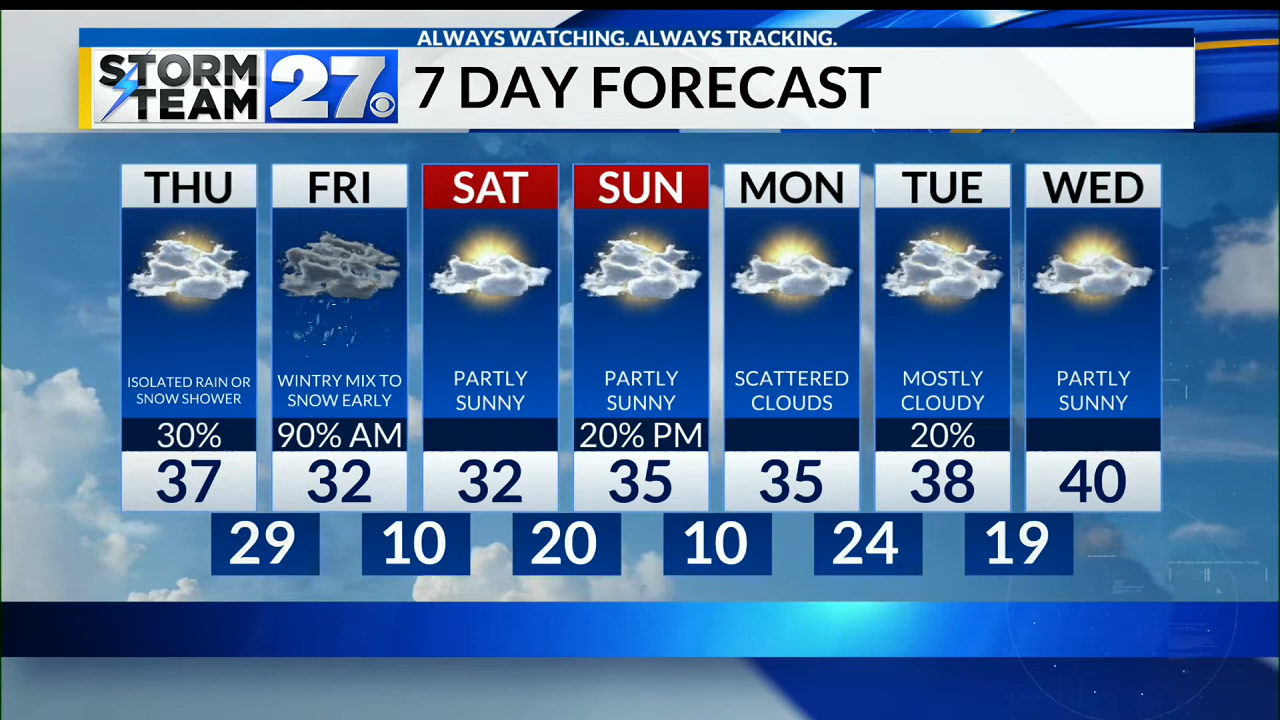 ALWAYS WATCHING. ALWAYS TRACKING.
STORM
TEAM
27
7 DAY FORECAST
THU
FRI
SAT
SUN
MON
TUE
WED
ISOLATED RAIN OR
SNOW SHOWER
WINTRY MIX TO
SNOW EARLY
PARTLY
SUNNY
PARTLY
SUNNY
SCATTERED
CLOUDS
MOSTLY
CLOUDY
PARTLY
SUNNY
30%
90% AM
20% PM
20%
37
32
32
35
35
38
40
29
10
20
10
24
19